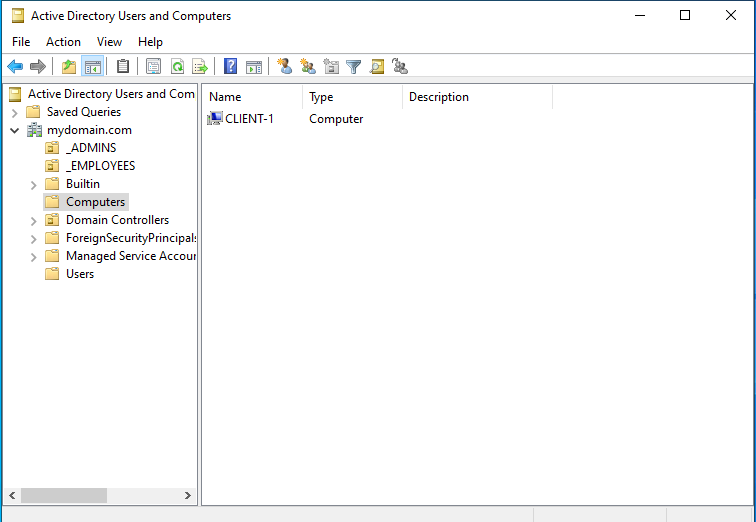 Active Directory Users and Computers
File Action View Help
Active Directory Users and Com
Saved Queries
mydomain.com
_ADMINS
_EMPLOYEES
Builtin
Computers
Domain Controllers
ForeignSecurityPrincipals
Managed Service Accour
Users
Name Type Description
CLIENT-1 Computer